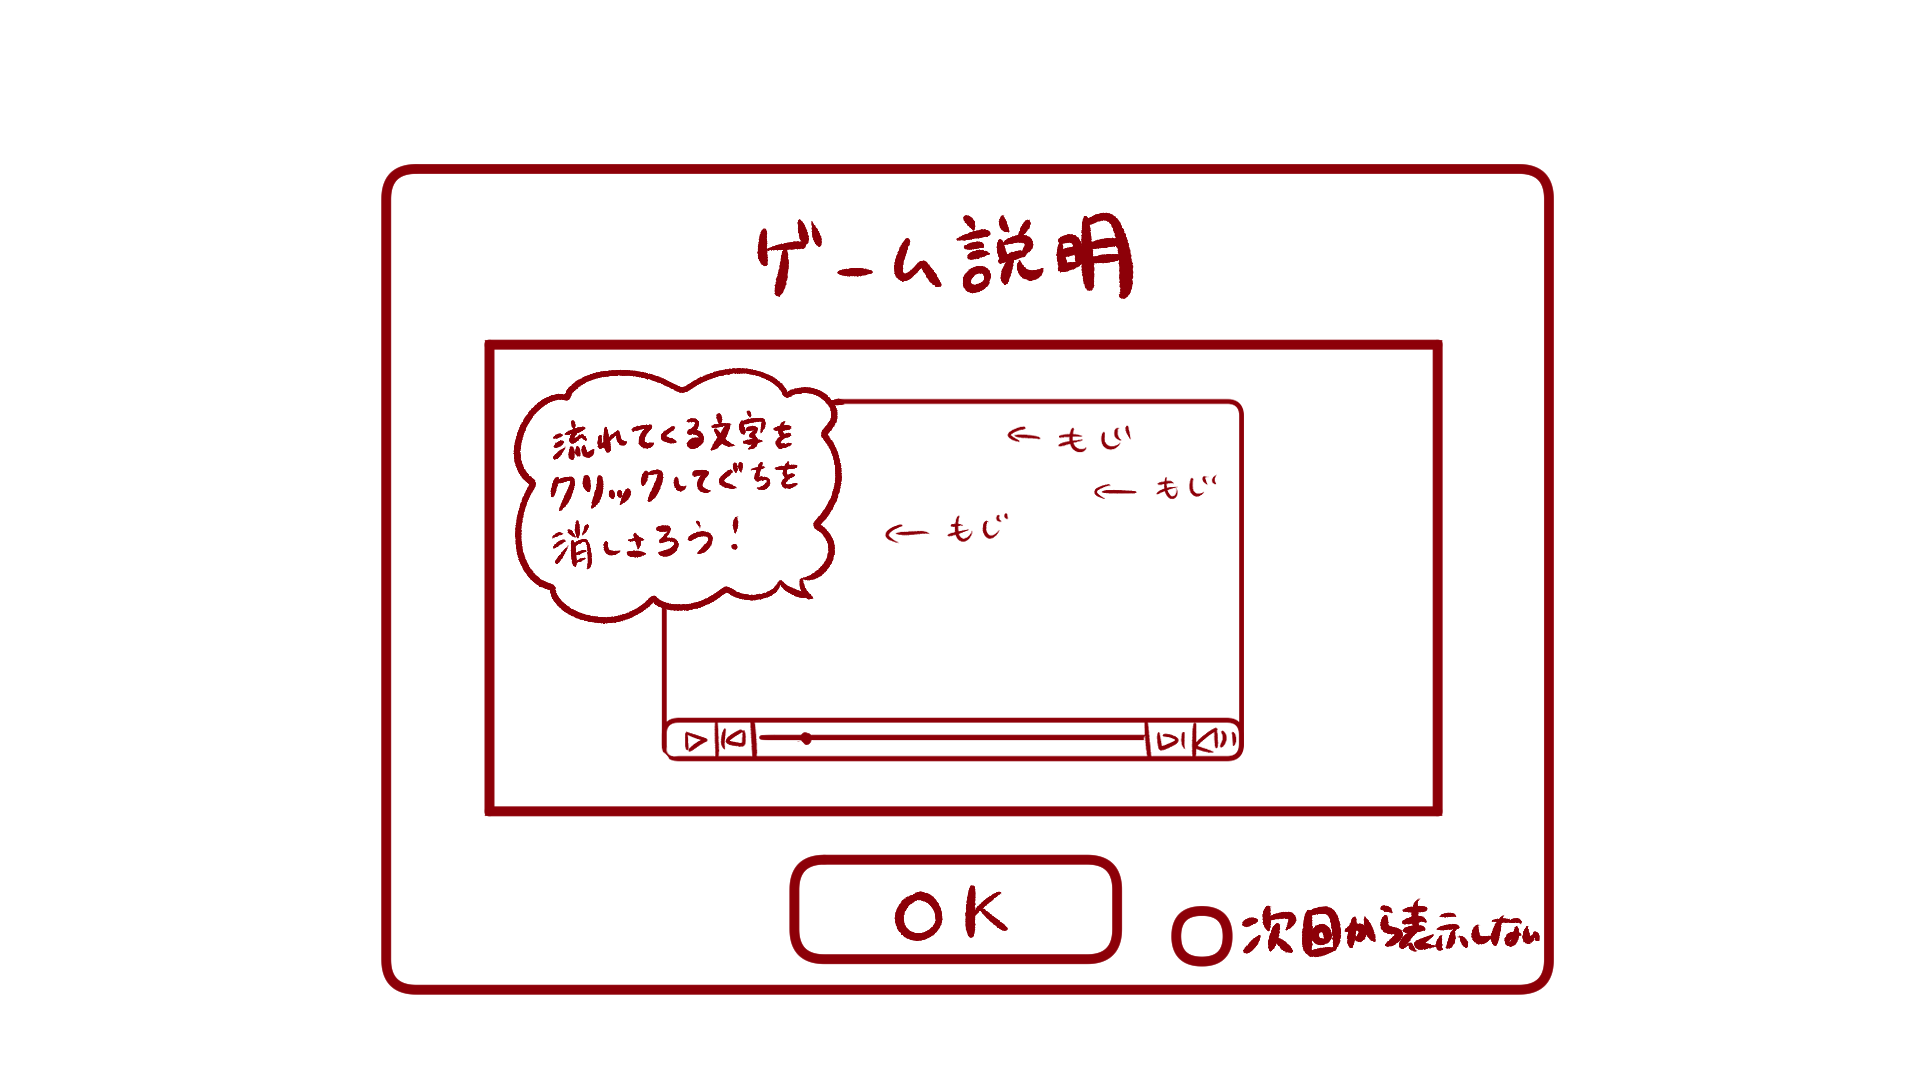 ゲーム説明
流れてくる文字を
クリックしてぐちを
消しさろう！
← もじ
← もじ
← もじ
OK
次回から表示しない